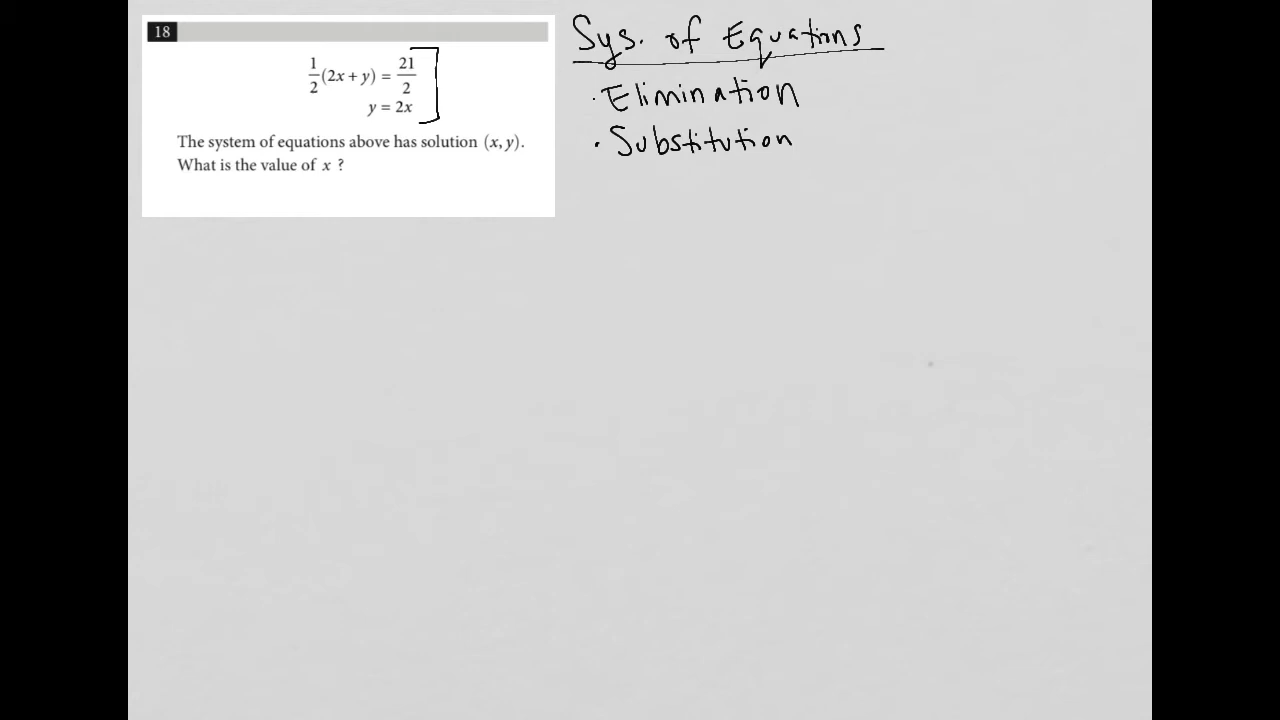 18
1/2(2x + y) = 21/2
y = 2x
The system of equations above has solution (x, y).
What is the value of x ?
Sys. of Equations
· Elimination
· Substitution